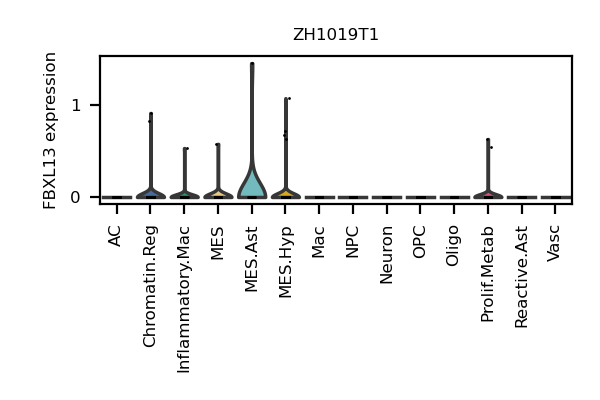 ZH1019T1
FBXL13 expression
1
0
AC
Chromatin.Reg
Inflammatory.Mac
MES
MES.Ast
MES.Hyp
Mac
NPC
Neuron
OPC
Oligo
Prolif.Metab
Reactive.Ast
Vasc